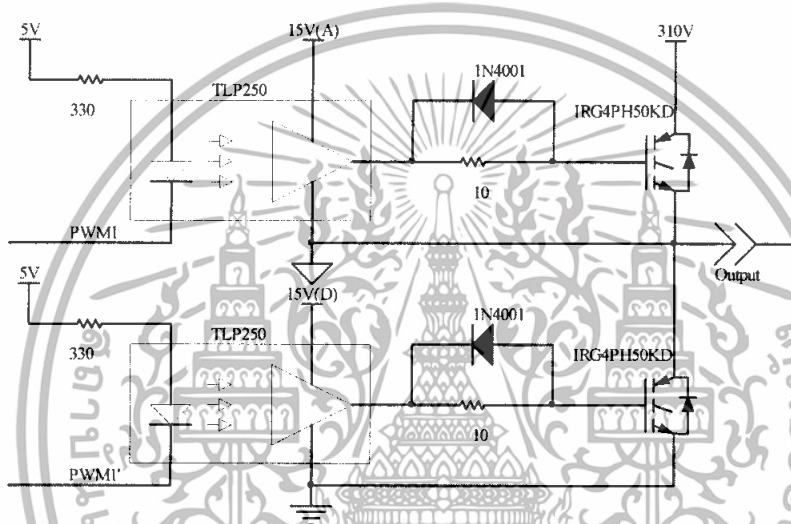 5V
15V(A)
310V
1N4001
330
TLP250
IRG4PH50KD
10
PWM1
5V
Output
15V(D)
1N4001
330
TLP250
IRG4PH50KD
10
PWM1'